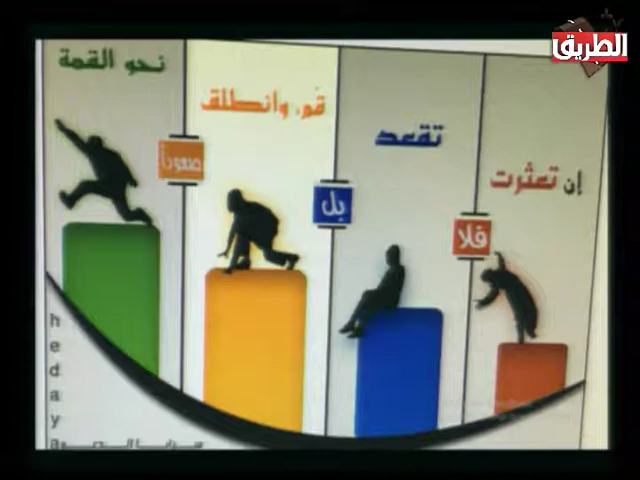 الطريق
إن تعثرت
فلا
تقعد
بل
قم، وانطلق
صعوداً
نحو القمة
hedaya